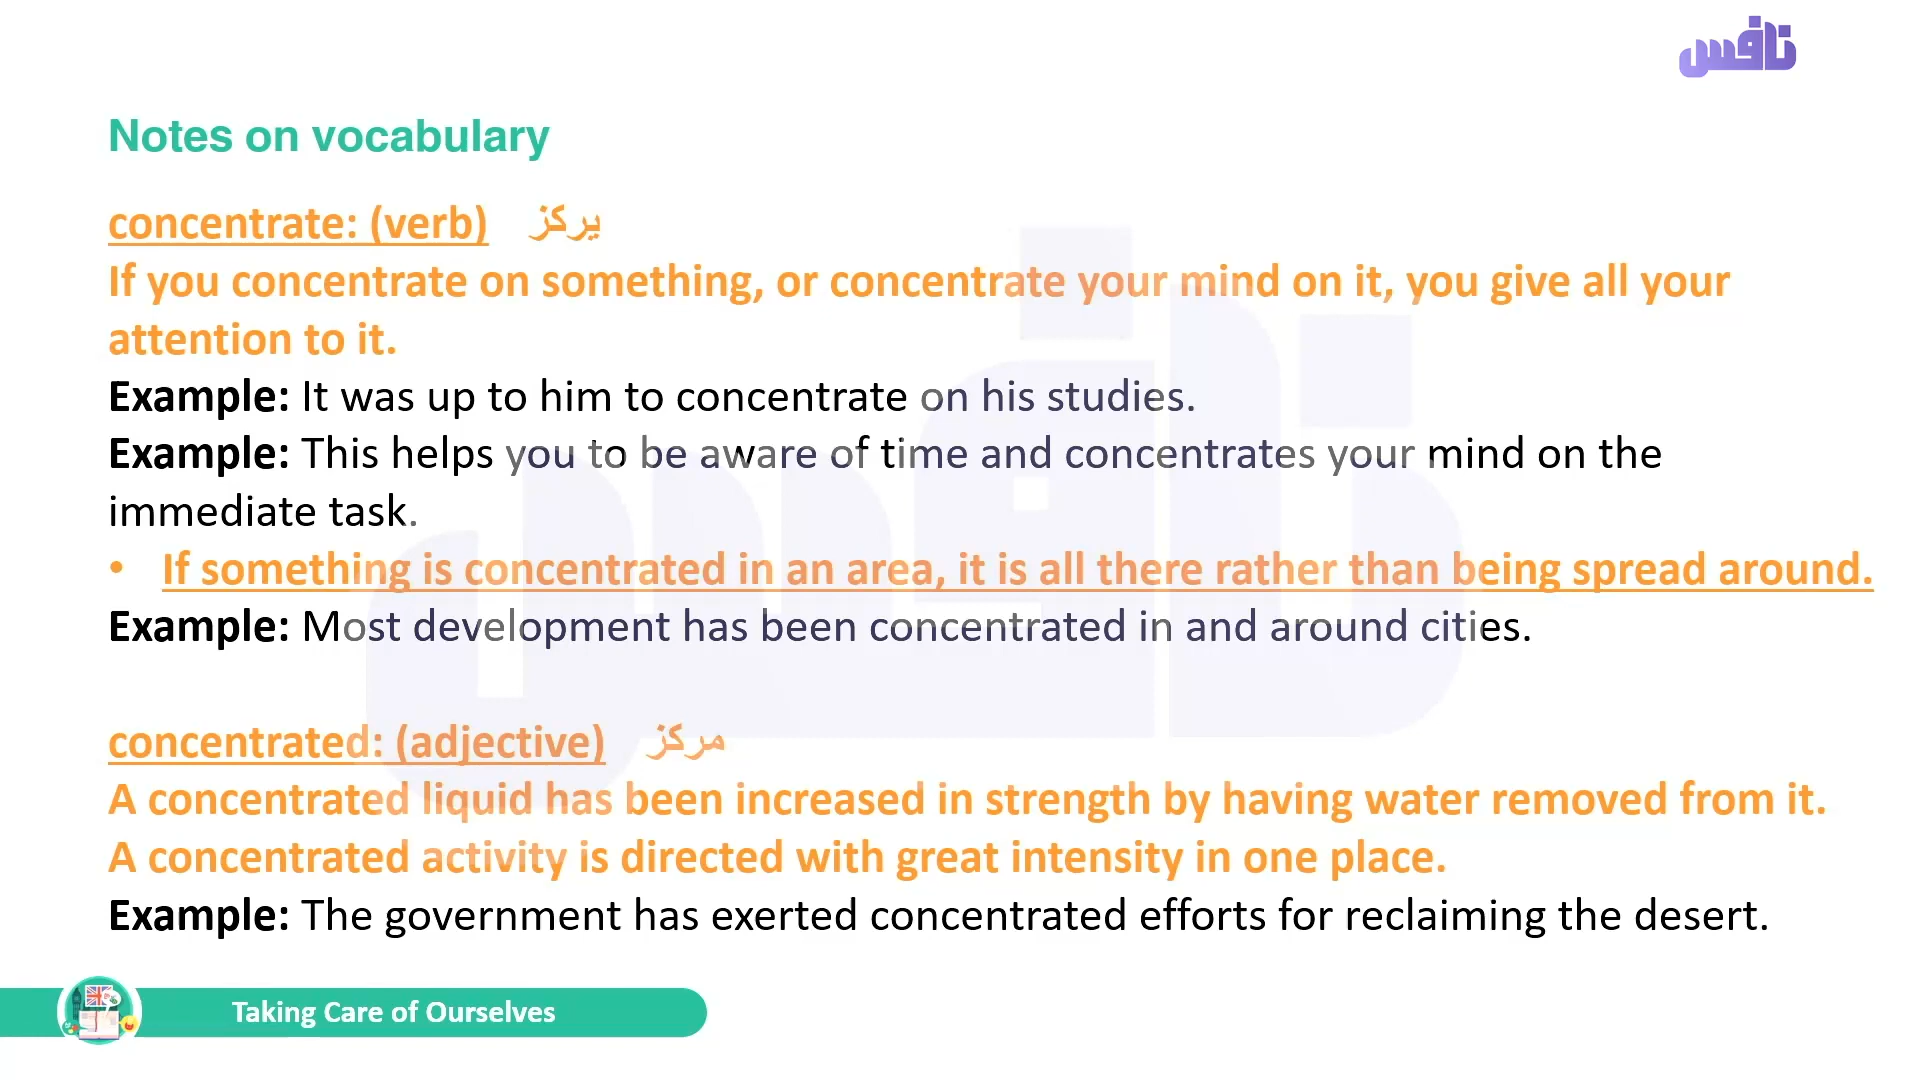 نافس
Notes on vocabulary
concentrate: (verb) يركز
If you concentrate on something, or concentrate your mind on it, you give all your
attention to it.
Example: It was up to him to concentrate on his studies.
Example: This helps you to be aware of time and concentrates your mind on the
immediate task.
• If something is concentrated in an area, it is all there rather than being spread around.
Example: Most development has been concentrated in and around cities.
concentrated: (adjective) مركز
A concentrated liquid has been increased in strength by having water removed from it.
A concentrated activity is directed with great intensity in one place.
Example: The government has exerted concentrated efforts for reclaiming the desert.
Taking Care of Ourselves